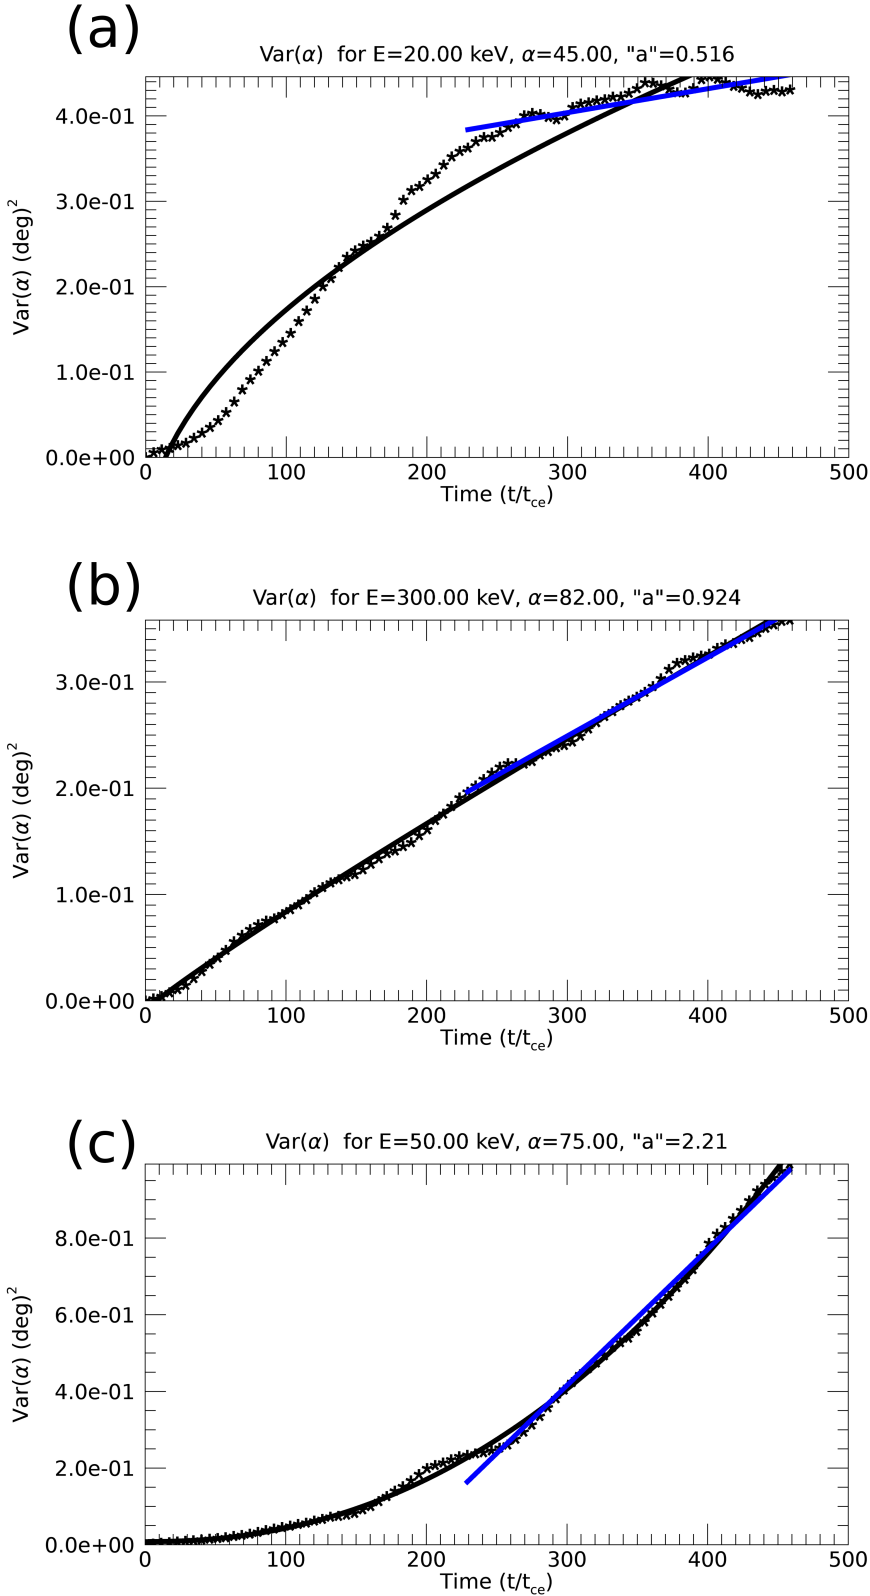 (a)
Var(α) for E=20.00 keV, α=45.00, "a"=0.516
4.0e-01
3.0e-01
2.0e-01
1.0e-01
0.0e+00
Var(α) (deg)²
0 100 200 300 400 500
Time (t/t_ce)
(b)
Var(α) for E=300.00 keV, α=82.00, "a"=0.924
3.0e-01
2.0e-01
1.0e-01
0.0e+00
Var(α) (deg)²
0 100 200 300 400 500
Time (t/t_ce)
(c)
Var(α) for E=50.00 keV, α=75.00, "a"=2.21
8.0e-01
6.0e-01
4.0e-01
2.0e-01
0.0e+00
Var(α) (deg)²
0 100 200 300 400 500
Time (t/t_ce)